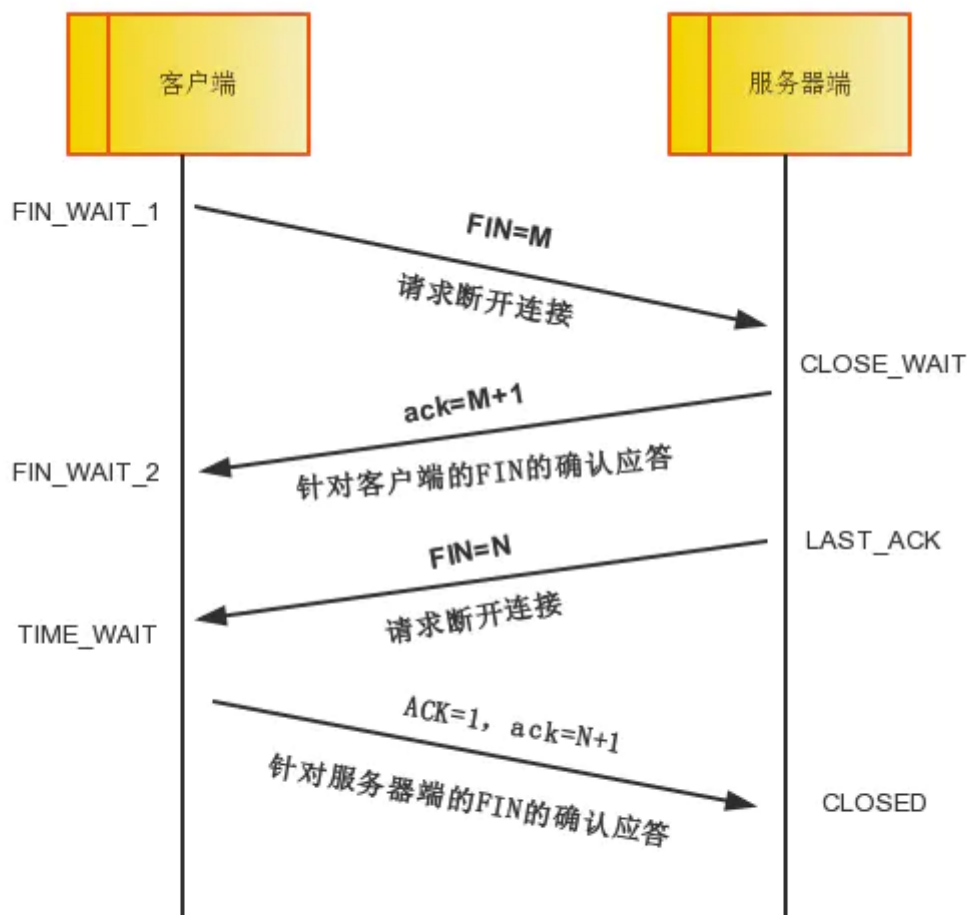 客户端
服务器端
FIN_WAIT_1
FIN=M
请求断开连接
CLOSE_WAIT
ack=M+1
针对客户端的FIN的确认应答
FIN_WAIT_2
LAST_ACK
FIN=N
请求断开连接
TIME_WAIT
ACK=1, ack=N+1
针对服务器端的FIN的确认应答
CLOSED